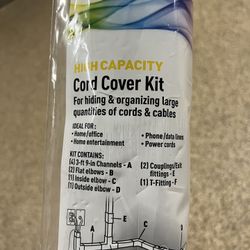 HIGH CAPACITY
Cord Cover Kit
For hiding & organizing large
quantities of cords & cables
IDEAL FOR:
• Home/office
• Home entertainment
• Phone/data lines
• Power cords
KIT CONTAINS:
(4) 3-ft 9-in Channels - A
(2) Flat elbows - B
(1) Inside elbow - C
(1) Outside elbow - D
(2) Couplings/Exit
fittings - E
(1) T-Fitting - F
E
C